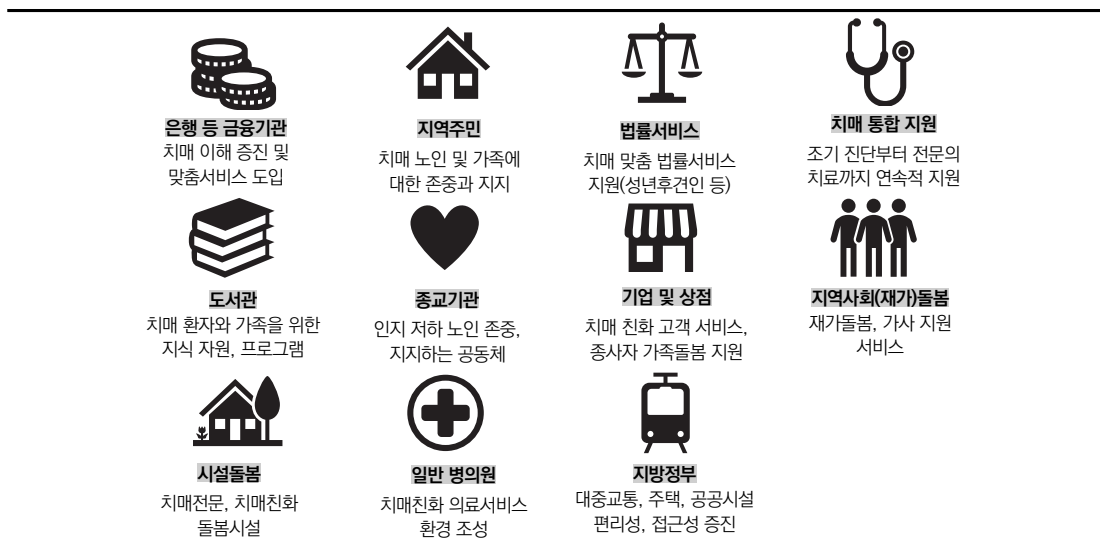 은행 등 금융기관
치매 이해 증진 및
맞춤서비스 도입
지역주민
치매 노인 및 가족에
대한 존중과 지지
법률서비스
치매 맞춤 법률서비스
지원(성년후견인 등)
치매 통합 지원
조기 진단부터 전문의
치료까지 연속적 지원
도서관
치매 환자와 가족을 위한
지식 자원, 프로그램
종교기관
인지 저하 노인 존중,
지지하는 공동체
기업 및 상점
치매 친화 고객 서비스,
종사자 가족돌봄 지원
지역사회(재가)돌봄
재가돌봄, 가사 지원
서비스
시설돌봄
치매전문, 치매친화
돌봄시설
일반 병의원
치매친화 의료서비스
환경 조성
지방정부
대중교통, 주택, 공공시설
편리성, 접근성 증진